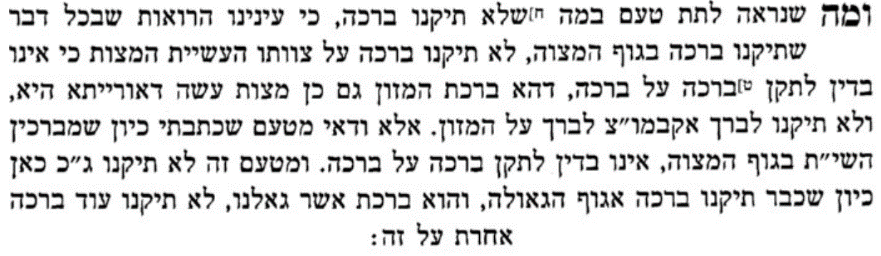 ומה שנראה לתת טעם במה ח]שלא תיקנו ברכה, כי עינינו הרואות שבכל דבר
שתיקנו ברכה בגוף המצוה, לא תיקנו ברכה על צוותו העשיית המצות כי אינו
בדין לתקן ט]ברכה על ברכה, דהא ברכת המזון גם כן מצות עשה דאורייתא היא,
ולא תיקנו לברך אקבמו״צ לברך על המזון. אלא ודאי מטעם שכתבתי כיון שמברכין
השי״ת בגוף המצוה, אינו בדין לתקן ברכה על ברכה. ומטעם זה לא תיקנו ג״כ כאן
כיון שכבר תיקנו ברכה אגוף הגאולה, והוא ברכת אשר גאלנו, לא תיקנו עוד ברכה
אחרת על זה: